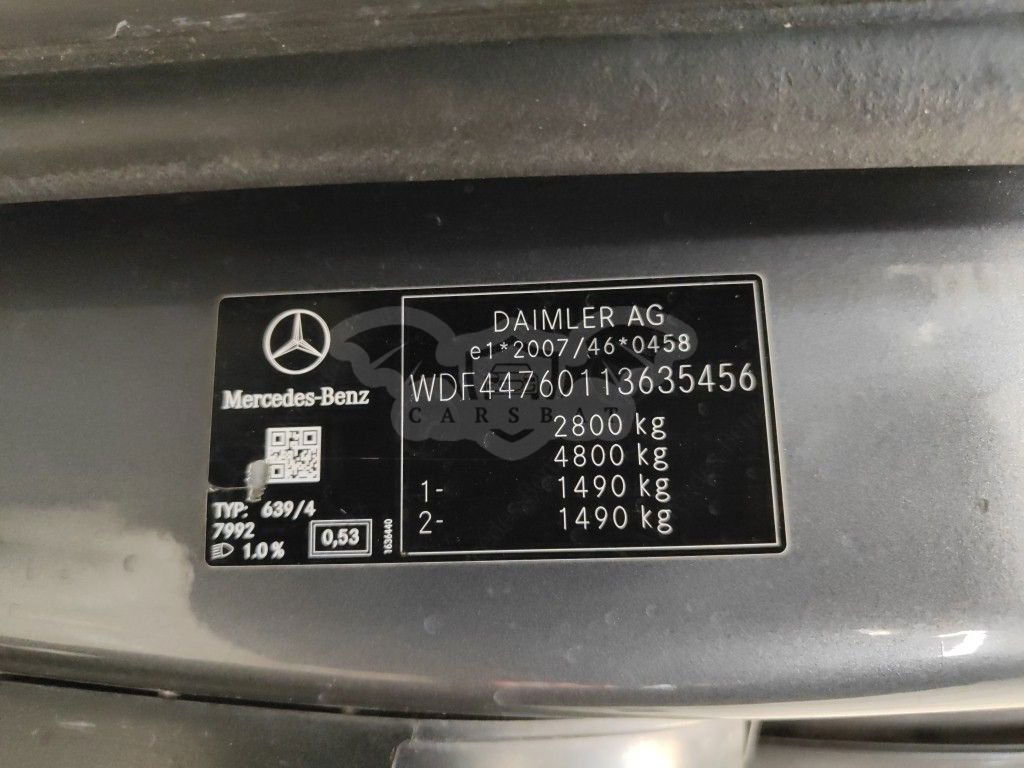 Mercedes-Benz
TYP: 639/4
7992
1.0%
0,53
1636440
DAIMLER AG
e1*2007/46*0458
WDF44760113635456
CARSBAT
2800 kg
4800 kg
1- 1490 kg
2- 1490 kg